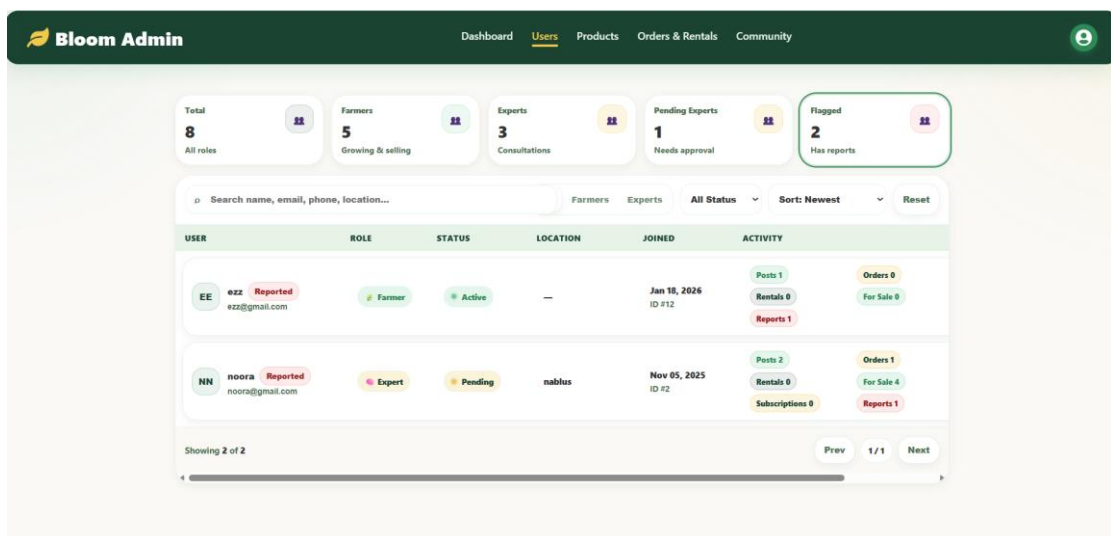 Bloom Admin
Dashboard Users Products Orders & Rentals Community
Total
8
All roles
Farmers
5
Growing & selling
Experts
3
Consultations
Pending Experts
1
Needs approval
Flagged
2
Has reports
Search name, email, phone, location... Farmers Experts All Status Sort: Newest Reset
USER ROLE STATUS LOCATION JOINED ACTIVITY
EE ezz Reported
ezz@gmail.com
Farmer Active —
Jan 18, 2026
ID #12
Posts 1 Orders 0
Rentals 0 For Sale 0
Reports 1
NN noora Reported
noora@gmail.com
Expert Pending nablus
Nov 05, 2025
ID #2
Posts 2 Orders 1
Rentals 0 For Sale 4
Subscriptions 0 Reports 1
Showing 2 of 2 Prev 1/1 Next